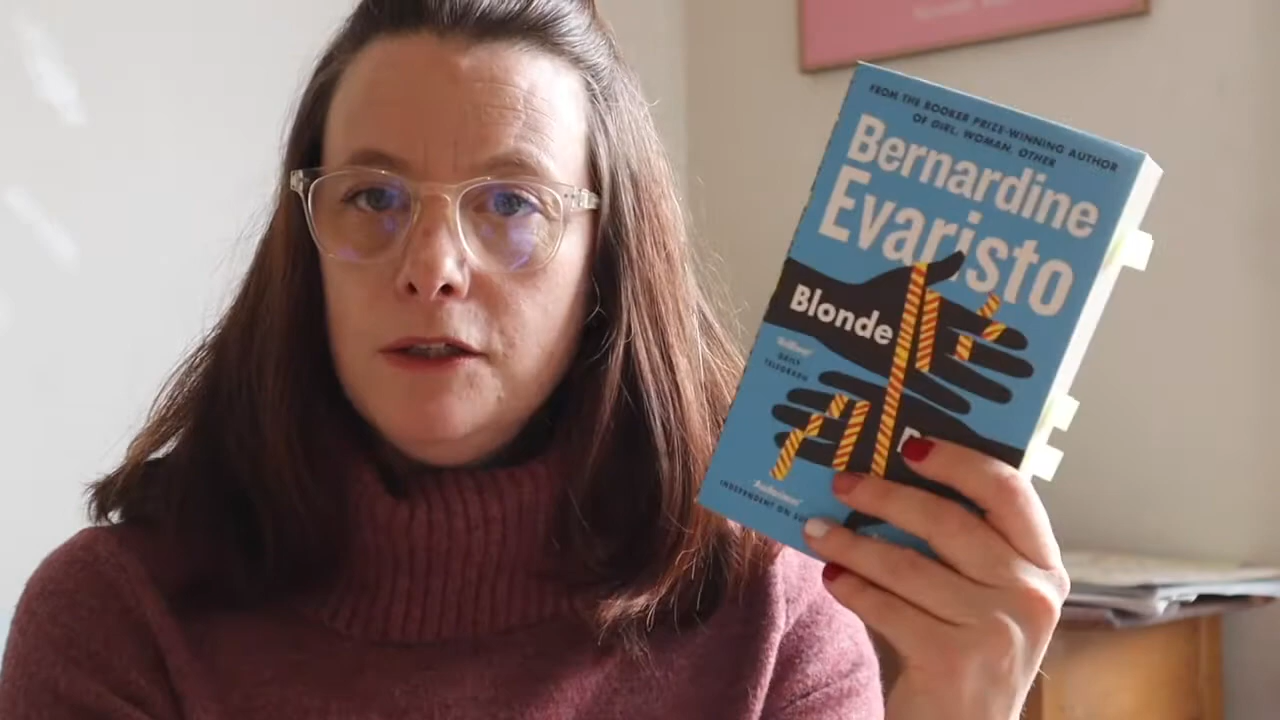 FROM THE BOOKER PRIZE-WINNING AUTHOR
OF GIRL, WOMAN, OTHER
Bernardine
Evaristo
Blonde
DAILY
TELEGRAPH
INDEPENDENT ON